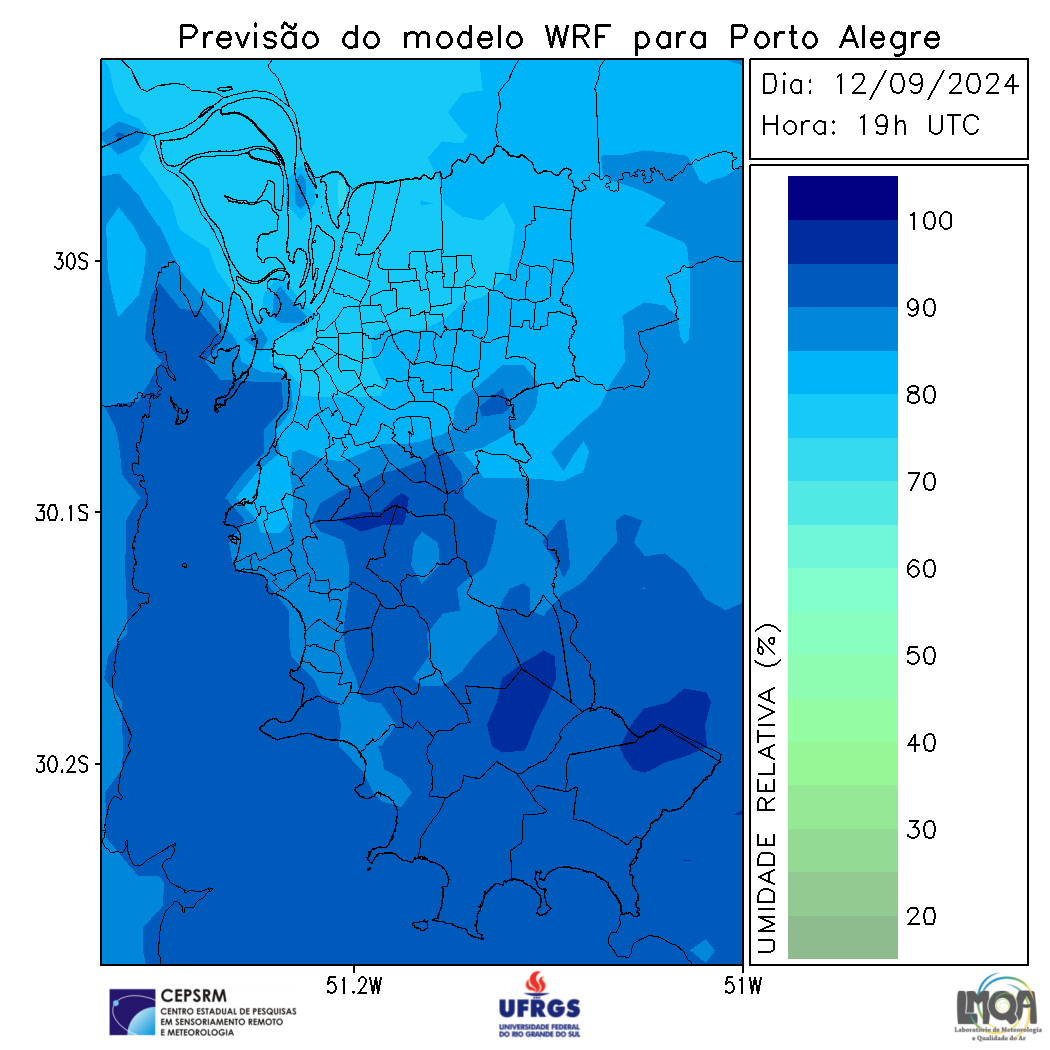 Previsão do modelo WRF para Porto Alegre
Dia: 12/09/2024
Hora: 19h UTC
30S
30.1S
30.2S
51.2W
51W
100
90
80
70
60
50
40
30
20
UMIDADE RELATIVA (%)
CEPSRM
CENTRO ESTADUAL DE PESQUISAS
EM SENSORIAMENTO REMOTO
E METEOROLOGIA
UFRGS
UNIVERSIDADE FEDERAL
DO RIO GRANDE DO SUL
LMQA
Laboratório de Meteorologia
e Qualidade do Ar